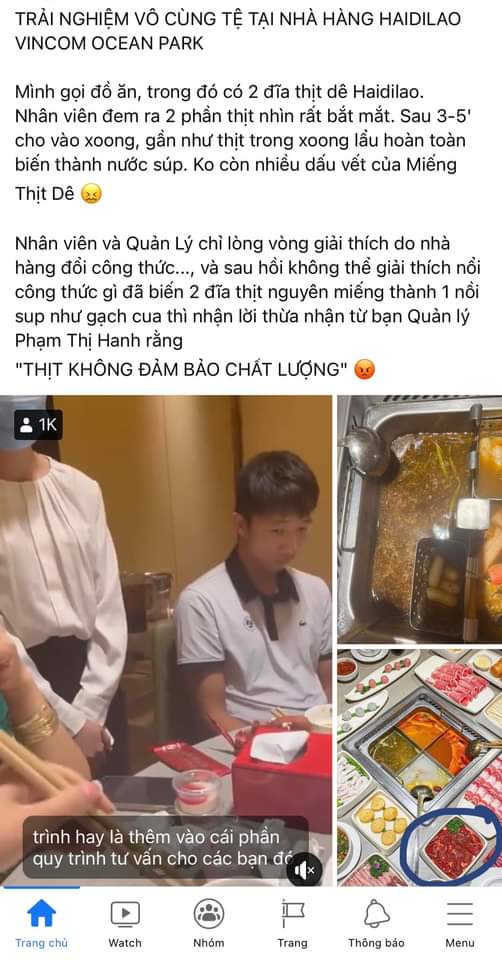 TRẢI NGHIỆM VÔ CÙNG TỆ TẠI NHÀ HÀNG HAIDILAO
VINCOM OCEAN PARK
Mình gọi đồ ăn, trong đó có 2 đĩa thịt dê Haidilao.
Nhân viên đem ra 2 phần thịt nhìn rất bắt mắt. Sau 3-5'
cho vào xoong, gần như thịt trong xoong lẩu hoàn toàn
biến thành nước súp. Ko còn nhiều dấu vết của Miếng
Thịt Dê 😖
Nhân viên và Quản Lý chỉ lòng vòng giải thích do nhà
hàng đổi công thức..., và sau hồi không thể giải thích nổi
công thức gì đã biến 2 đĩa thịt nguyên miếng thành 1 nồi
sup như gạch cua thì nhận lời thừa nhận từ bạn Quản lý
Phạm Thị Hanh rằng
"THỊT KHÔNG ĐẢM BẢO CHẤT LƯỢNG" 😡
1K
trình hay là thêm vào cái phần
quy trình tư vấn cho các bạn đó
Trang chủ
Watch
Nhóm
Trang
Thông báo
Menu